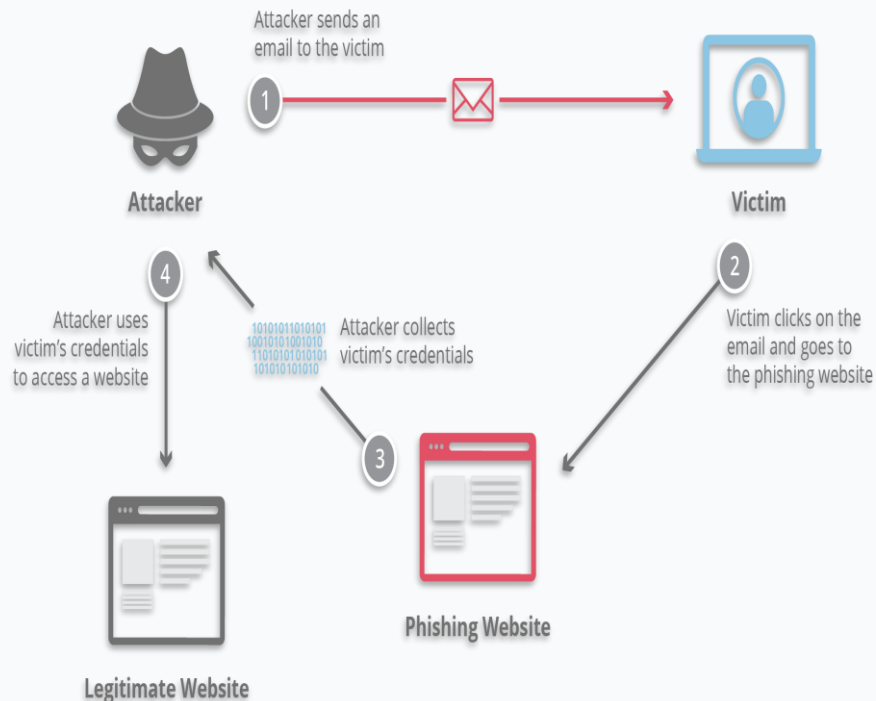 Attacker sends an
email to the victim
1
Attacker
Victim
4
2
Attacker uses
victim's credentials
to access a website
10101011010101
10010101001010
11010101010101
101010101010
Attacker collects
victim's credentials
Victim clicks on the
email and goes to
the phishing website
3
Phishing Website
Legitimate Website